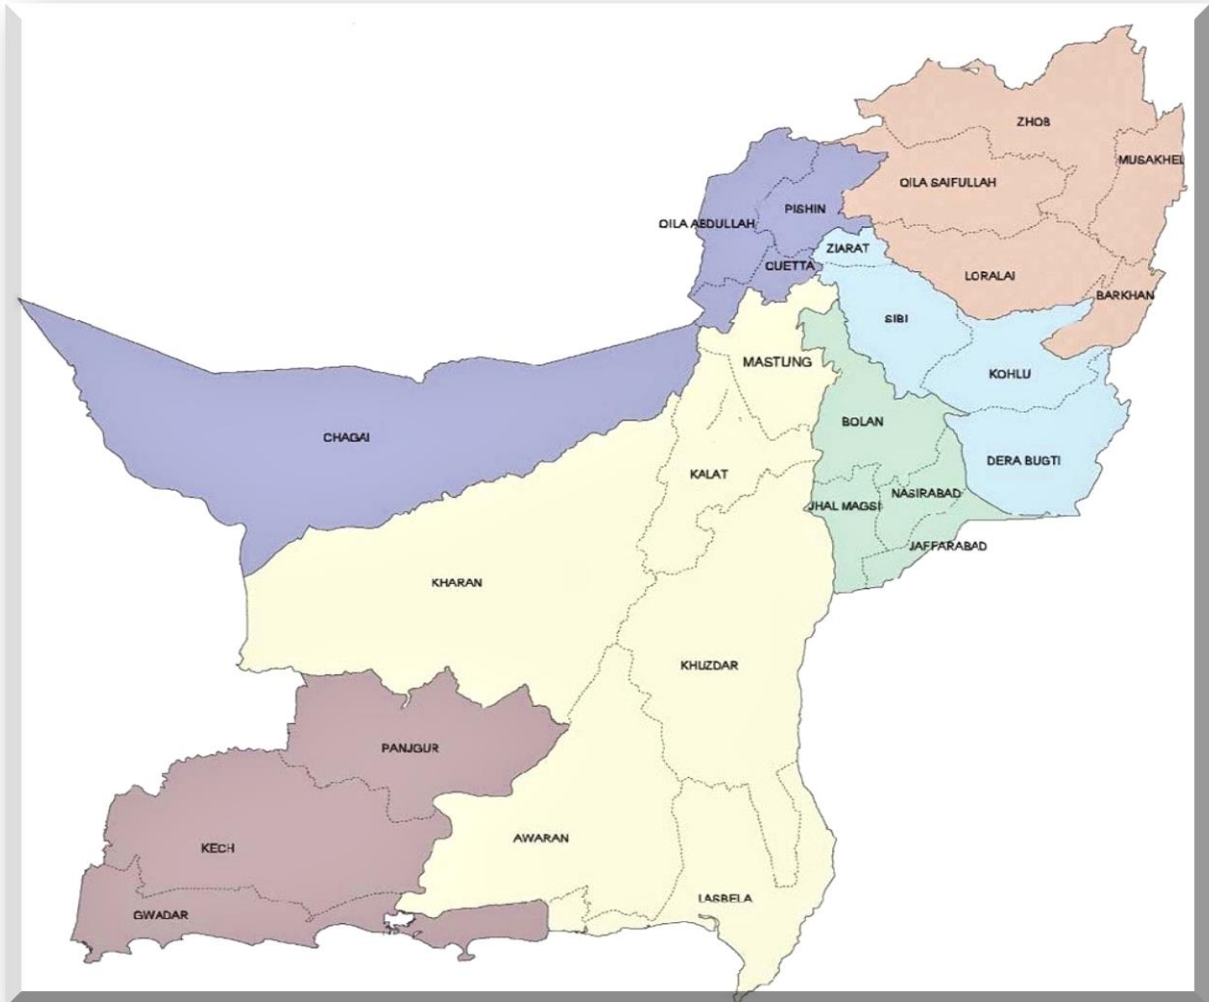 ZHOB
MUSAKHEL
QILA SAIFULLAH
PISHIN
QILA ABDULLAH
ZIARAT
QUETTA
LORALAI
BARKHAN
SIBI
MASTUNG
KOHLU
BOLAN
CHAGAI
DERA BUGTI
KALAT
NASIRABAD
JHAL MAGSI
JAFFARABAD
KHARAN
KHUZDAR
PANJGUR
AWARAN
KECH
LASBELA
GWADAR